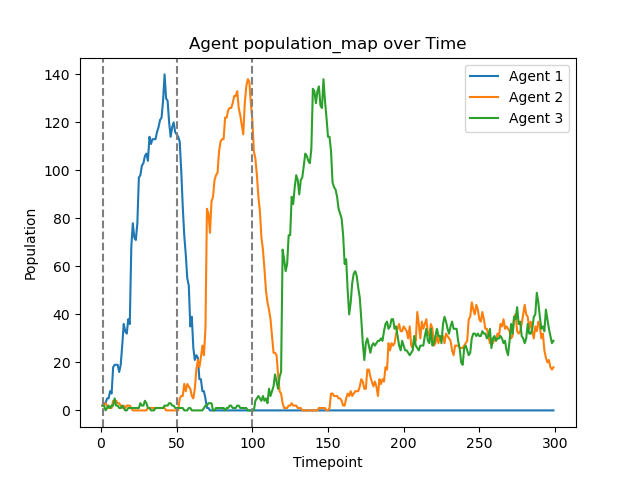 Agent population_map over Time
Agent 1
Agent 2
Agent 3
Population
140
120
100
80
60
40
20
0
0 50 100 150 200 250 300
Timepoint